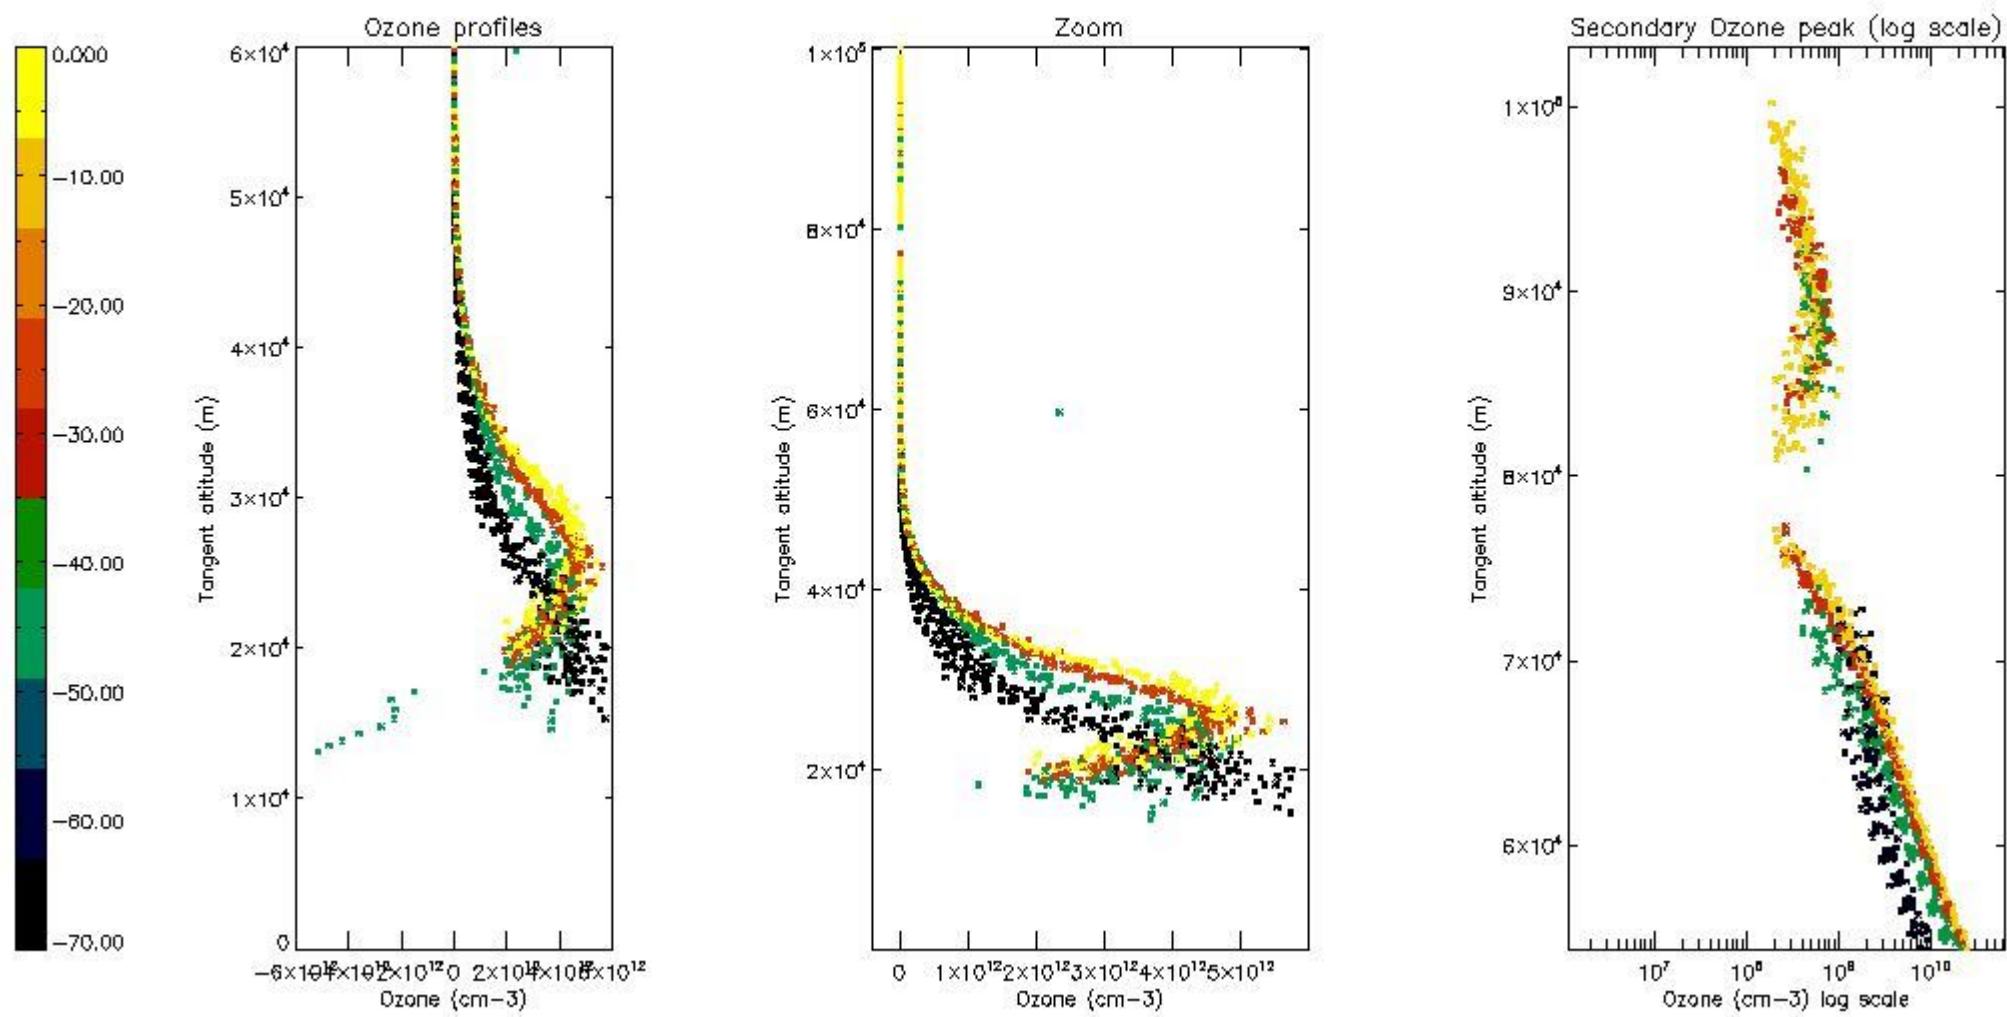 Ozone profiles
Zoom
Secondary Ozone peak (log scale)
0.000
−10.00
−20.00
−30.00
−40.00
−50.00
−60.00
−70.00
6×10⁴
5×10⁴
4×10⁴
3×10⁴
2×10⁴
1×10⁴
0
Tangent altitude (m)
0
2×10¹²
Ozone (cm−3)
1×10⁵
8×10⁴
6×10⁴
4×10⁴
2×10⁴
Tangent altitude (m)
0 1×10¹² 2×10¹² 3×10¹² 4×10¹² 5×10¹²
Ozone (cm−3)
9×10⁴
8×10⁴
7×10⁴
6×10⁴
Tangent altitude (m)
10⁷ 10⁸ 10⁹ 10¹⁰
Ozone (cm−3) log scale